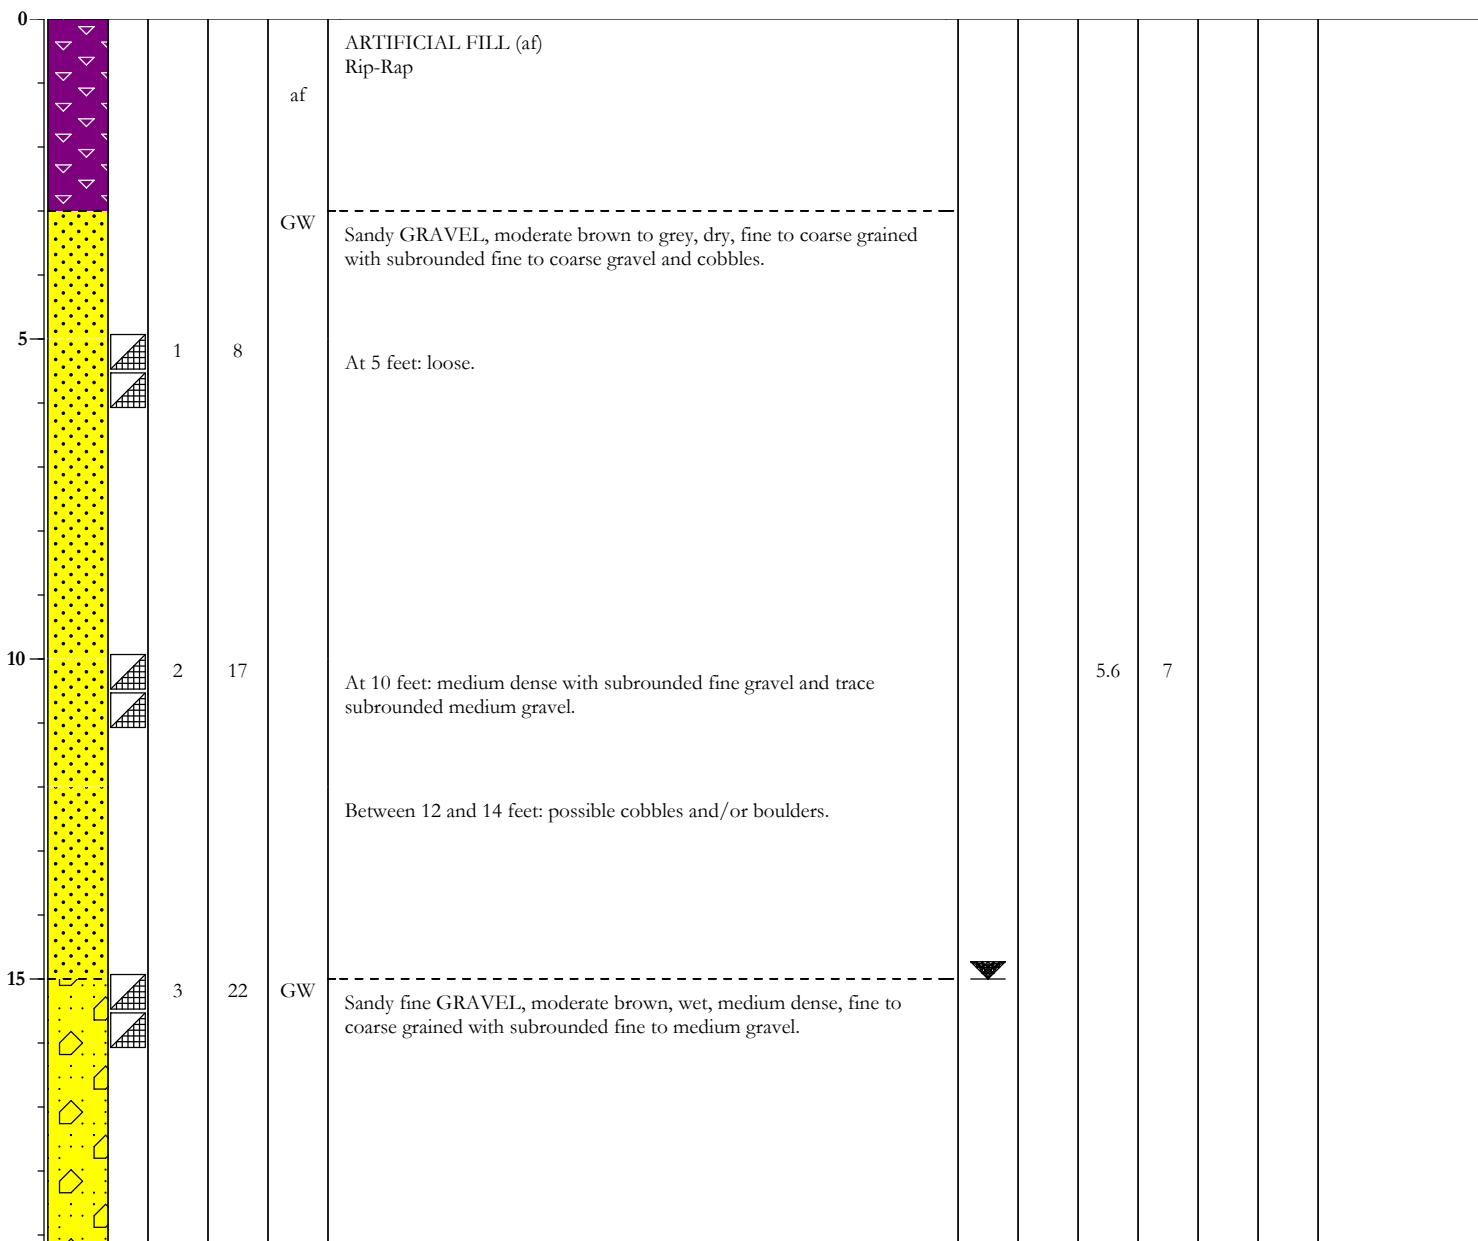 0
ARTIFICIAL FILL (af)
Rip-Rap
af
GW
Sandy GRAVEL, moderate brown to grey, dry, fine to coarse grained
with subrounded fine to coarse gravel and cobbles.
5
1 8
At 5 feet: loose.
10
2 17
At 10 feet: medium dense with subrounded fine gravel and trace
subrounded medium gravel.
5.6 7
Between 12 and 14 feet: possible cobbles and/or boulders.
15
3 22 GW
Sandy fine GRAVEL, moderate brown, wet, medium dense, fine to
coarse grained with subrounded fine to medium gravel.